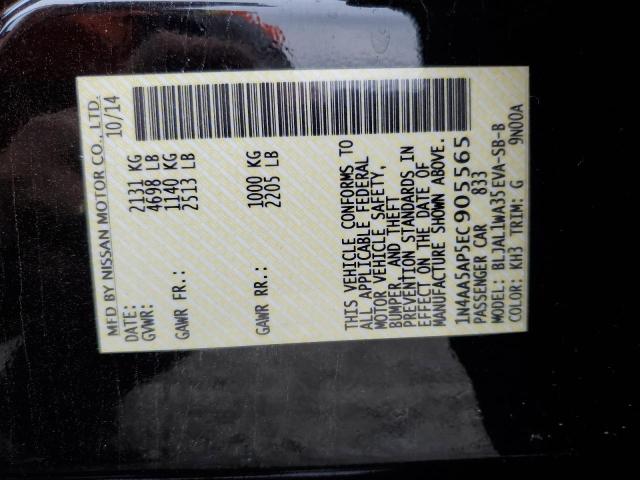 MFD BY NISSAN MOTOR CO., LTD.
DATE: 10/14
GVWR: 2131 KG
4698 LB
GAWR FR.: 1140 KG
2513 LB
GAWR RR.: 1000 KG
2205 LB
THIS VEHICLE CONFORMS TO
ALL APPLICABLE FEDERAL
MOTOR VEHICLE SAFETY,
BUMPER, AND THEFT
PREVENTION STANDARDS IN
EFFECT ON THE DATE OF
MANUFACTURE SHOWN ABOVE.
1N4AA5AP5EC905565
PASSENGER CAR 833
MODEL: BLJAL1WA35EVA-SB-B
COLOR: KH3 TRIM: G 9N00A